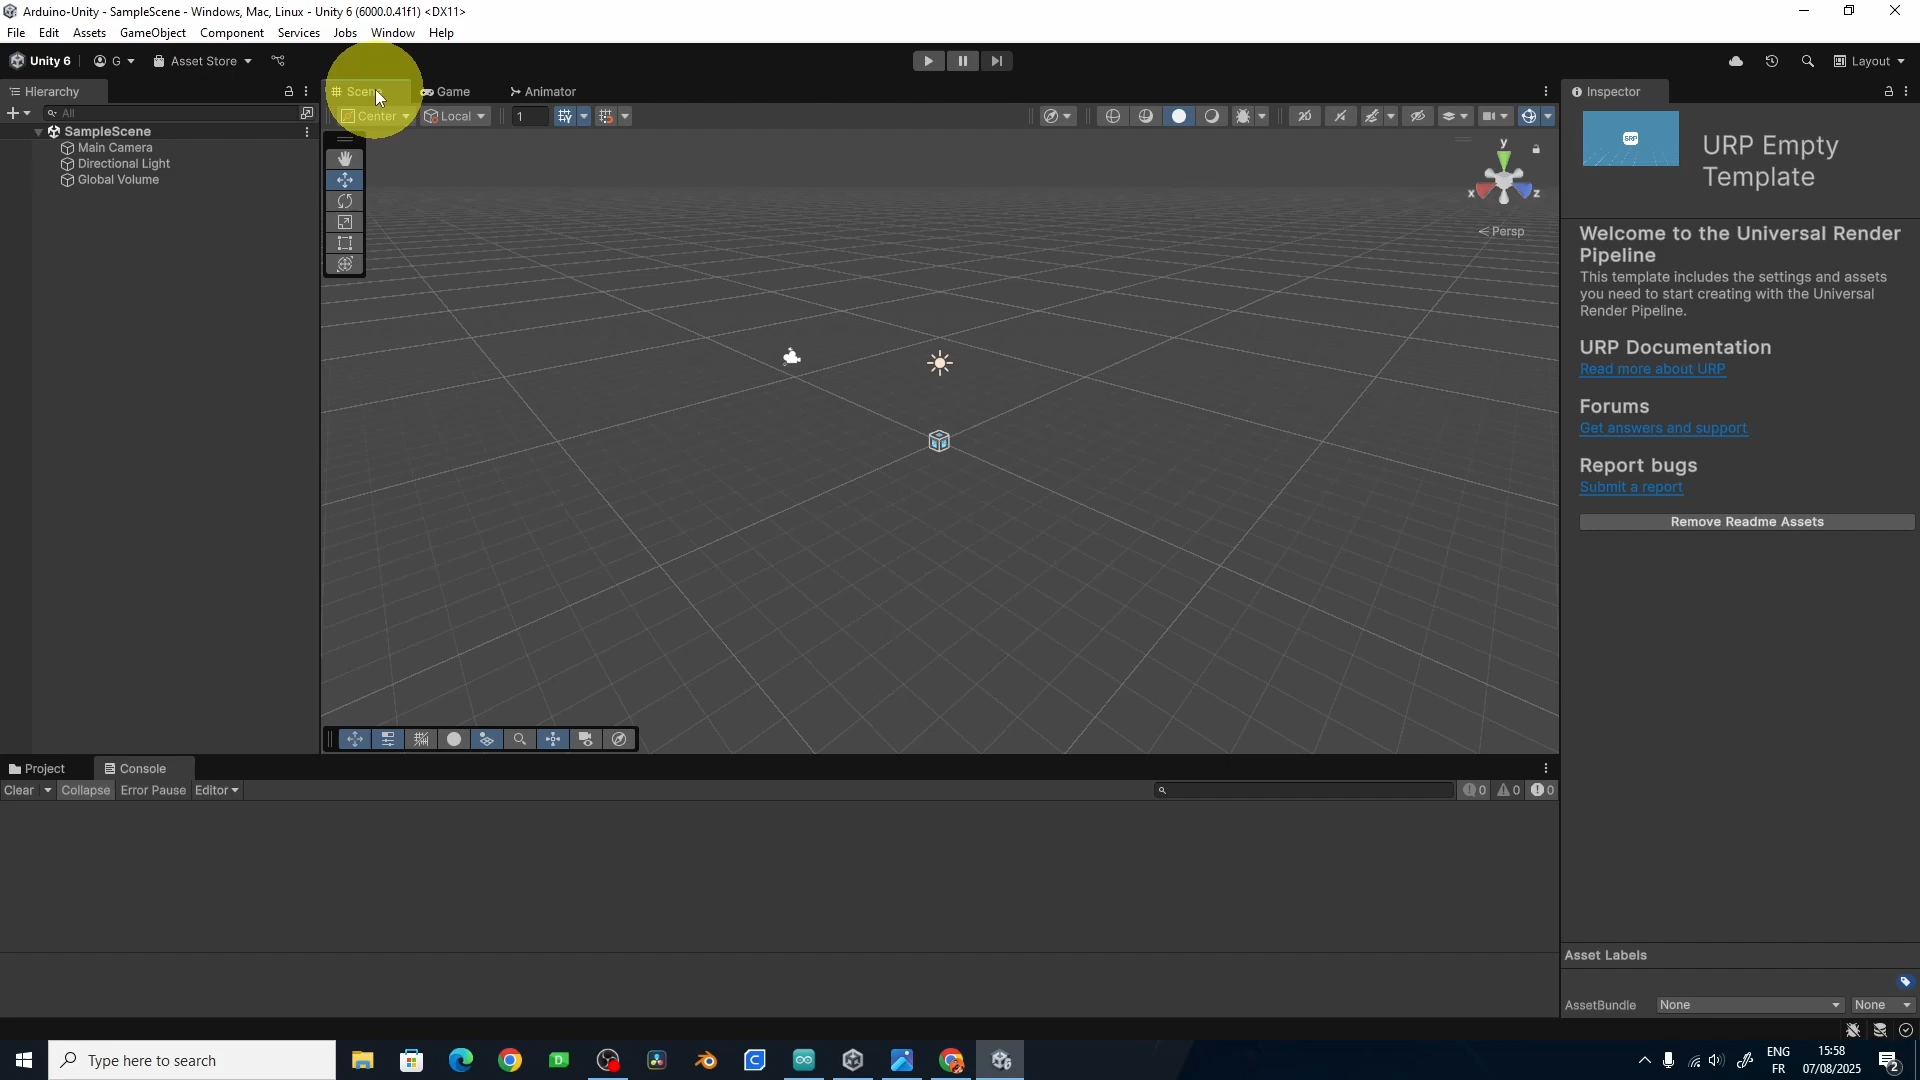 Arduino-Unity - SampleScene - Windows, Mac, Linux - Unity 6 (6000.0.41f1) <DX11>
File Edit Assets GameObject Component Services Jobs Window Help
Unity 6 G Asset Store Layout
Hierarchy Scene Game Animator Inspector
All Center Local 1 2D
SampleScene
Main Camera
Directional Light
Global Volume
y
x z
Persp
SRP
URP Empty
Template
Welcome to the Universal Render
Pipeline
This template includes the settings and assets
you need to start creating with the Universal
Render Pipeline.
URP Documentation
Read more about URP
Forums
Get answers and support
Report bugs
Submit a report
Remove Readme Assets
Project Console
Clear Collapse Error Pause Editor 0 0 0
Asset Labels
AssetBundle None None
Type here to search
ENG
FR
15:58
07/08/2025
2